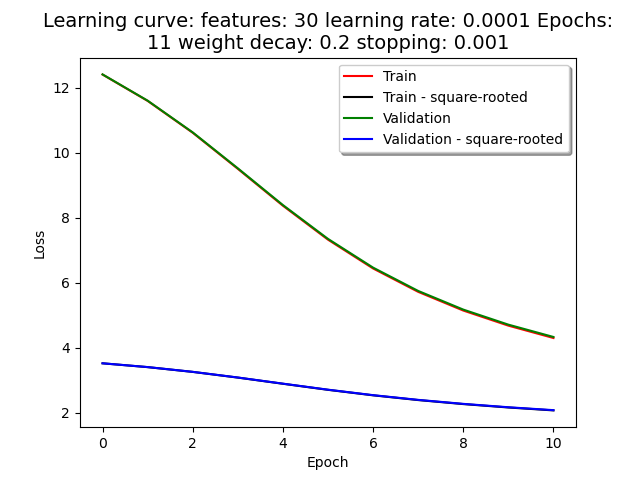 Learning curve: features: 30 learning rate: 0.0001 Epochs:
11 weight decay: 0.2 stopping: 0.001
Train
Train - square-rooted
Validation
Validation - square-rooted
12
10
8
6
4
2
Loss
0 2 4 6 8 10
Epoch